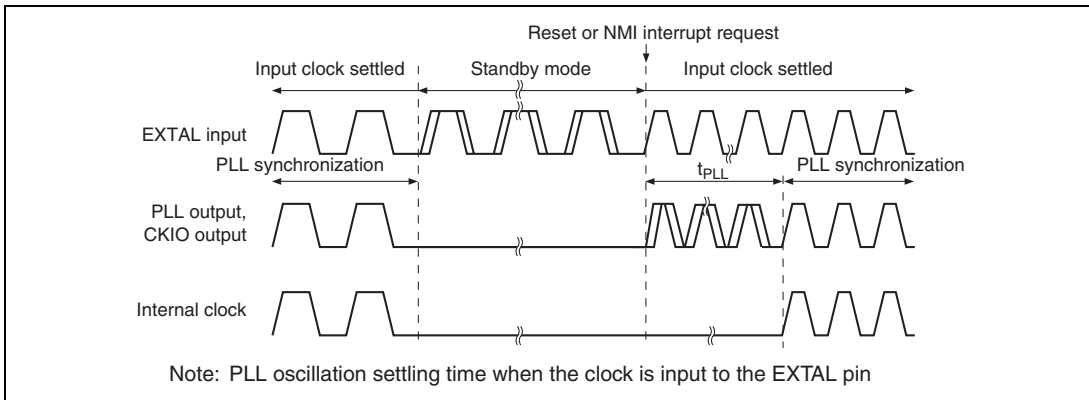 Reset or NMI interrupt request
Input clock settled
Standby mode
Input clock settled
EXTAL input
PLL synchronization
tPLL
PLL synchronization
PLL output,
CKIO output
Internal clock
Note: PLL oscillation settling time when the clock is input to the EXTAL pin